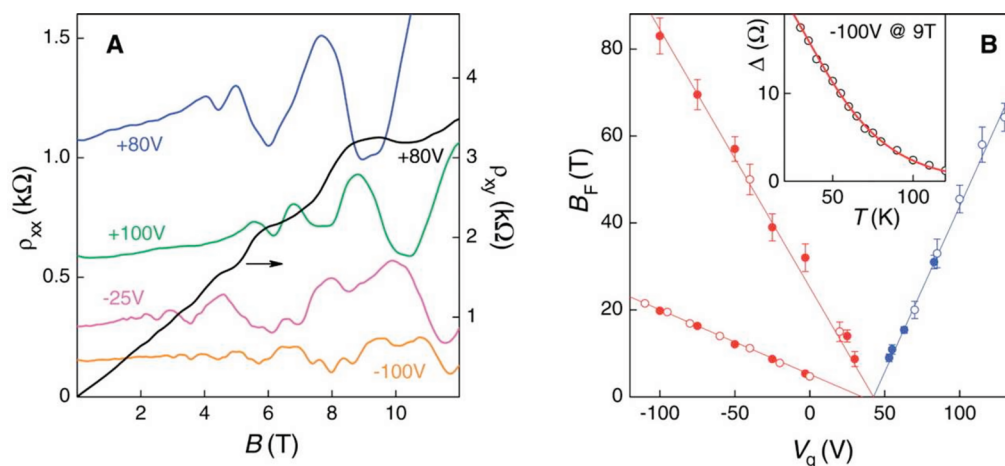 A
1.5
1.0
0.5
0
ρxx (kΩ)
+80V
+80V
+100V
-25V
-100V
4
3
2
1
ρxy (kΩ)
2
4
6
8
10
B (T)
B
80
60
40
20
0
BF (T)
-100V @ 9T
Δ (Ω)
10
0
50
100
T (K)
-100
-50
0
50
100
Vg (V)